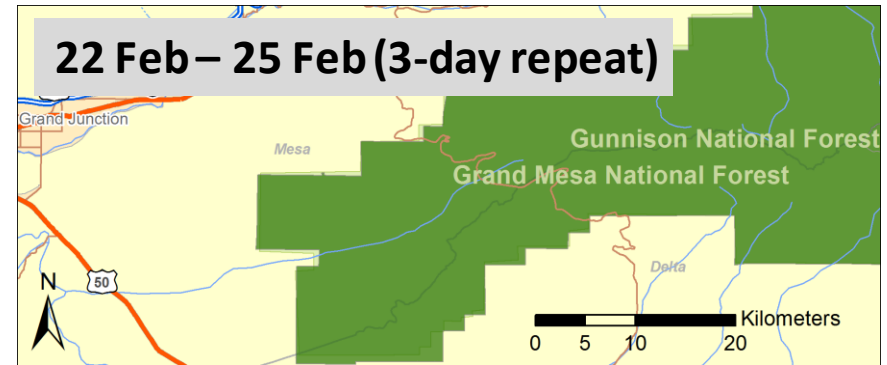 22 Feb – 25 Feb (3-day repeat)
Grand Junction
Mesa
Gunnison National Forest
Grand Mesa National Forest
Delta
N
50
Kilometers
0 5 10 20